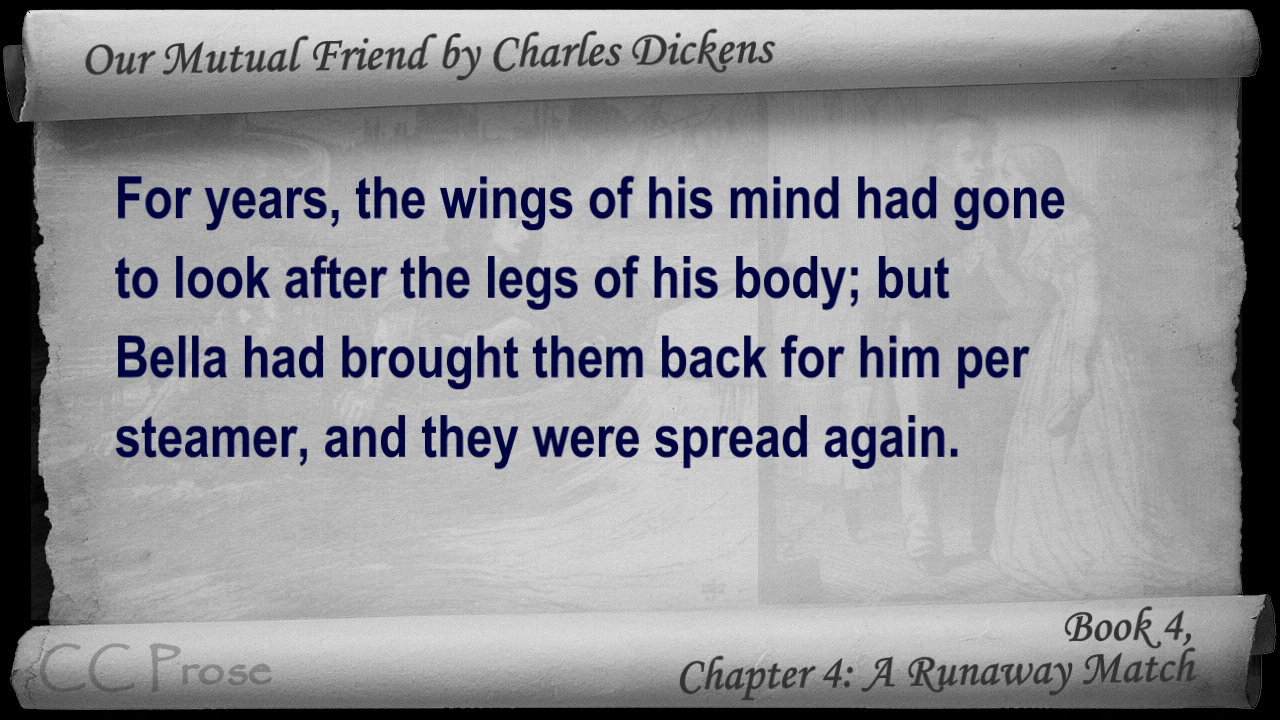 Our Mutual Friend by Charles Dickens
For years, the wings of his mind had gone
to look after the legs of his body; but
Bella had brought them back for him per
steamer, and they were spread again.
Book 4,
Chapter 4: A Runaway Match
CC Prose